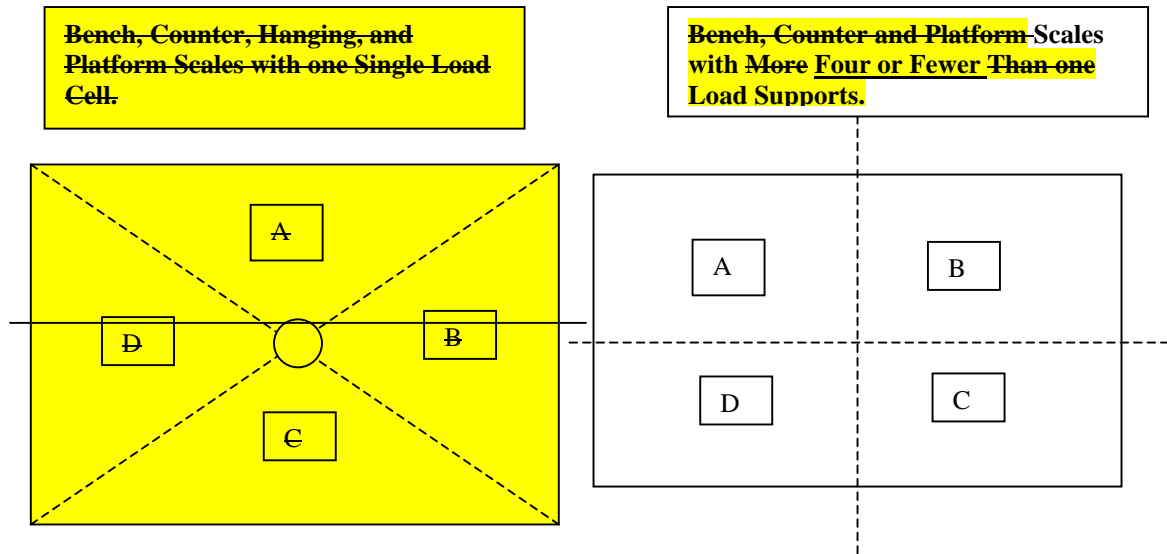 Bench, Counter, Hanging, and
Platform Scales with one Single Load
Cell.
Bench, Counter and Platform Scales
with More Four or Fewer Than one
Load Supports.
A
D
B
C
A
B
D
C